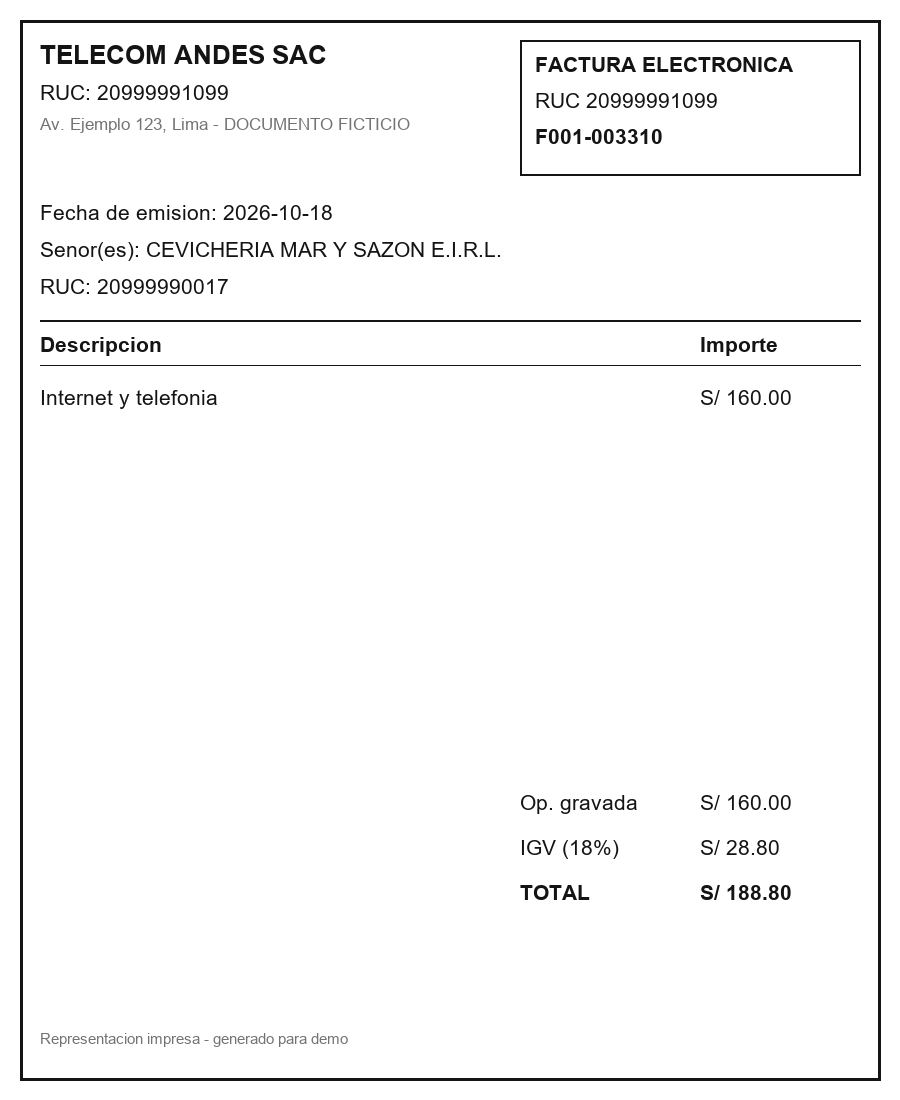 TELECOM ANDES SAC
RUC: 20999991099
Av. Ejemplo 123, Lima - DOCUMENTO FICTICIO
FACTURA ELECTRONICA
RUC 20999991099
F001-003310
Fecha de emision: 2026-10-18
Senor(es): CEVICHERIA MAR Y SAZON E.I.R.L.
RUC: 20999990017
Descripcion Importe
Internet y telefonia S/ 160.00
Op. gravada S/ 160.00
IGV (18%) S/ 28.80
TOTAL S/ 188.80
Representacion impresa - generado para demo